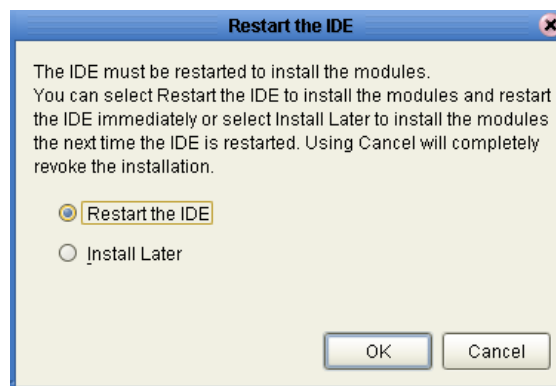 Restart the IDE
The IDE must be restarted to install the modules.
You can select Restart the IDE to install the modules and restart
the IDE immediately or select Install Later to install the modules
the next time the IDE is restarted. Using Cancel will completely
revoke the installation.
Restart the IDE
Install Later
OK Cancel